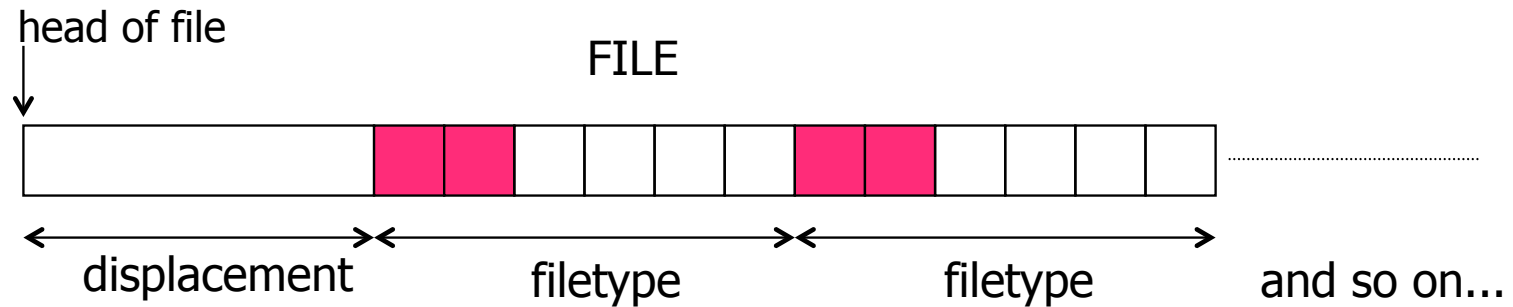 head of file
FILE
displacement
filetype
filetype
and so on...